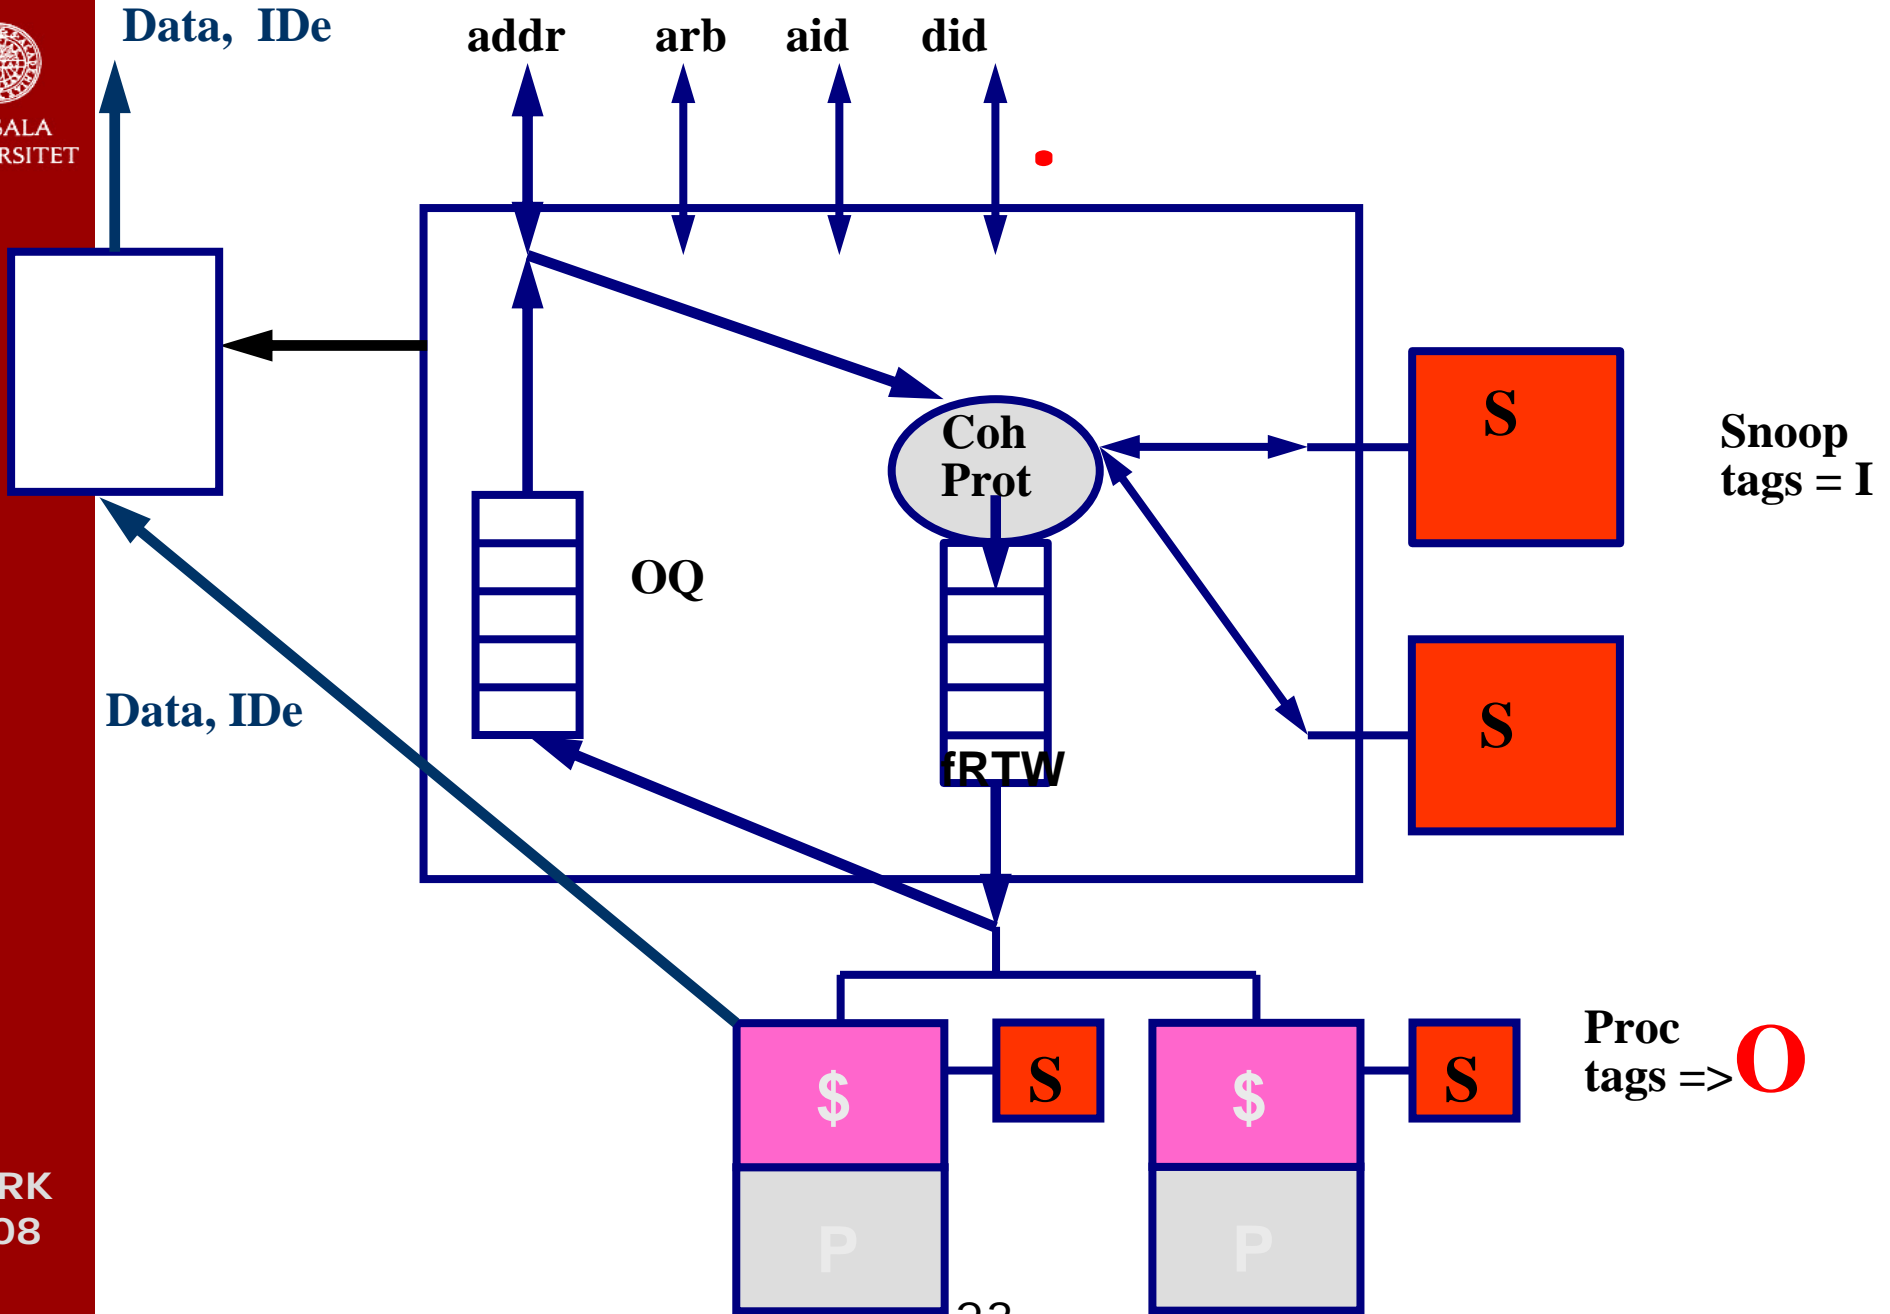 Data, IDe
addr arb aid did
SALA
RSITET
S
Snoop
tags = I
Coh
Prot
OQ
S
Data, IDe
fRTW
$
S
$
S
Proc
tags =>O
P
P
RK
08